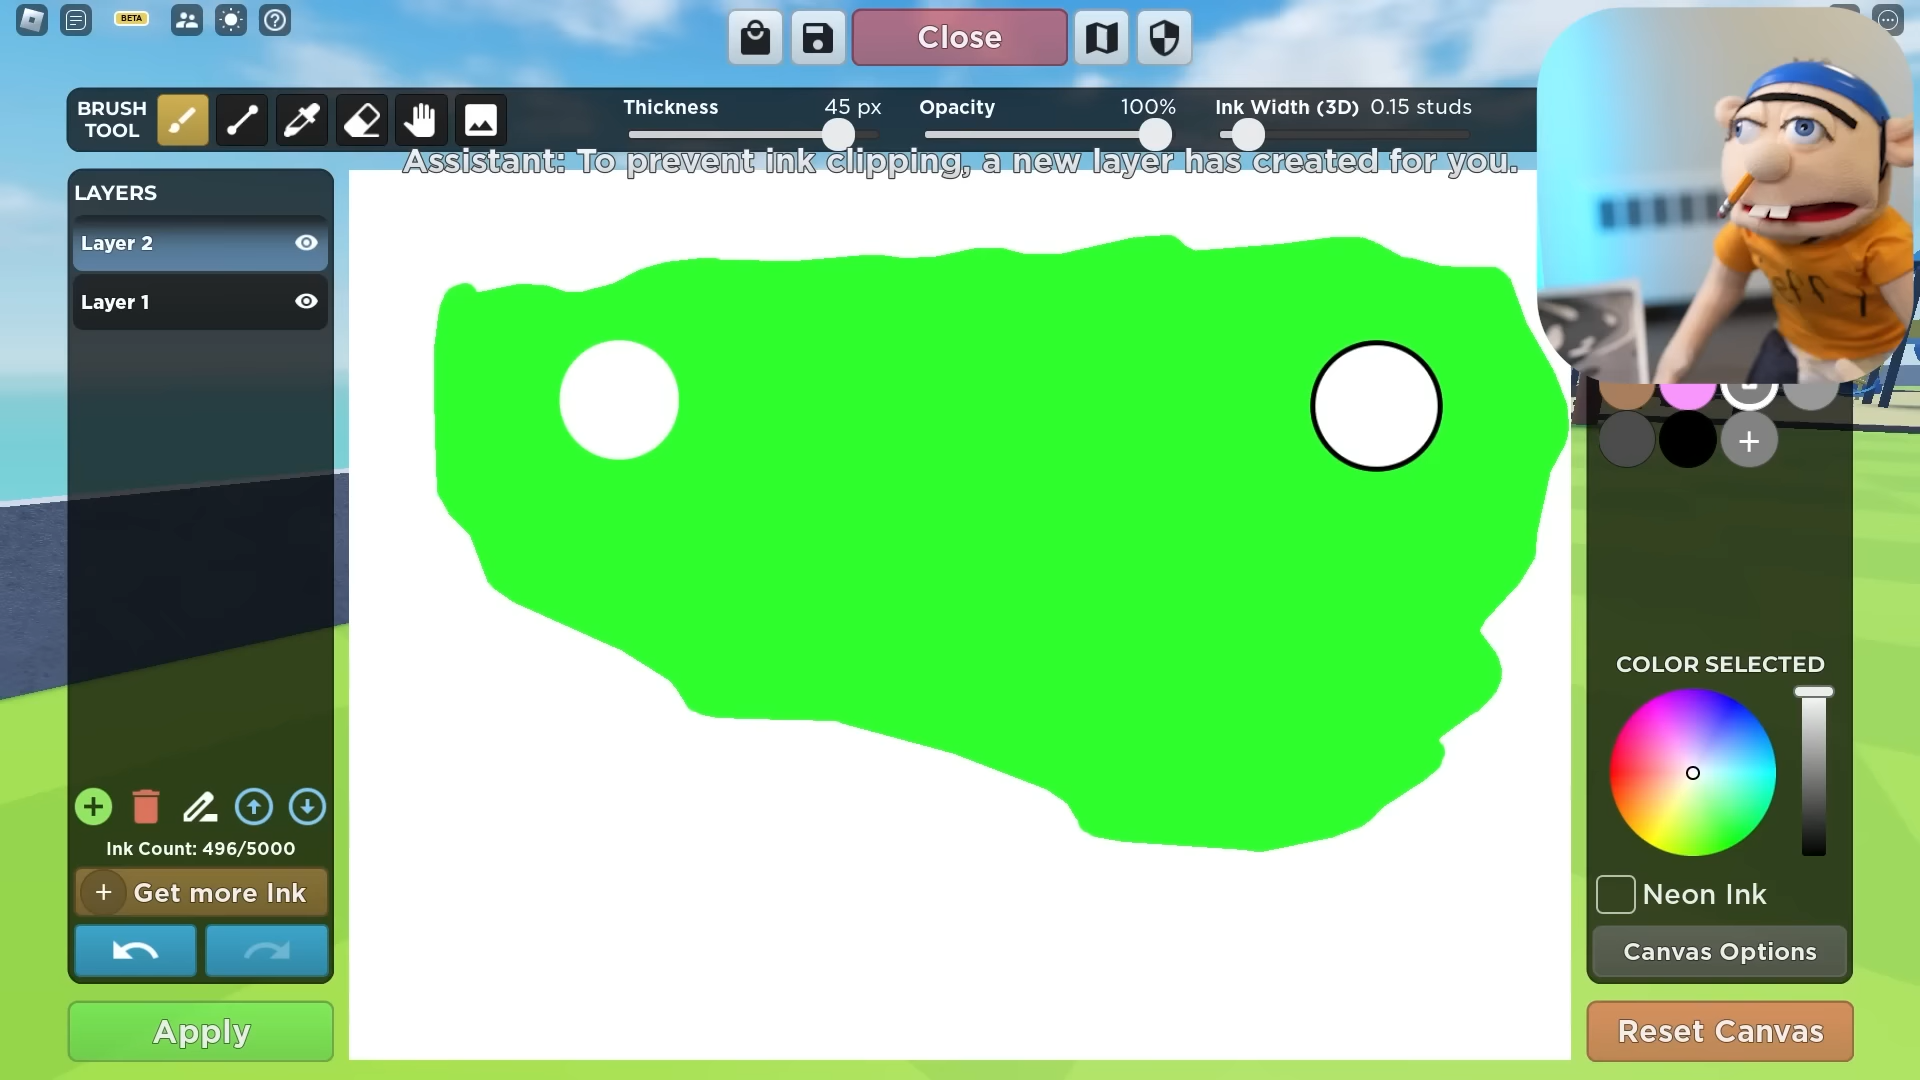 BETA
Close
BRUSH
TOOL
Thickness 45 px
Opacity 100%
Ink Width (3D) 0.15 studs
Assistant: To prevent ink clipping, a new layer has created for you.
LAYERS
Layer 2
Layer 1
Ink Count: 496/5000
+ Get more Ink
Apply
COLOR SELECTED
Neon Ink
Canvas Options
Reset Canvas